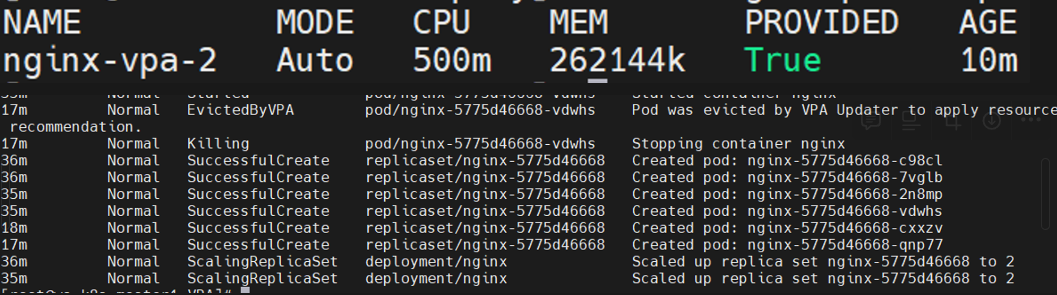 NAME MODE CPU MEM PROVIDED AGE
nginx-vpa-2 Auto 500m 262144k True 10m
35m Normal Started pod/nginx-5775d46668-vdwhs Started container nginx
17m Normal EvictedByVPA pod/nginx-5775d46668-vdwhs Pod was evicted by VPA Updater to apply resource
recommendation.
17m Normal Killing pod/nginx-5775d46668-vdwhs Stopping container nginx
36m Normal SuccessfulCreate replicaset/nginx-5775d46668 Created pod: nginx-5775d46668-c98cl
36m Normal SuccessfulCreate replicaset/nginx-5775d46668 Created pod: nginx-5775d46668-7vglb
35m Normal SuccessfulCreate replicaset/nginx-5775d46668 Created pod: nginx-5775d46668-2n8mp
35m Normal SuccessfulCreate replicaset/nginx-5775d46668 Created pod: nginx-5775d46668-vdwhs
18m Normal SuccessfulCreate replicaset/nginx-5775d46668 Created pod: nginx-5775d46668-cxxzv
17m Normal SuccessfulCreate replicaset/nginx-5775d46668 Created pod: nginx-5775d46668-qnp77
36m Normal ScalingReplicaSet deployment/nginx Scaled up replica set nginx-5775d46668 to 2
35m Normal ScalingReplicaSet deployment/nginx Scaled up replica set nginx-5775d46668 to 2